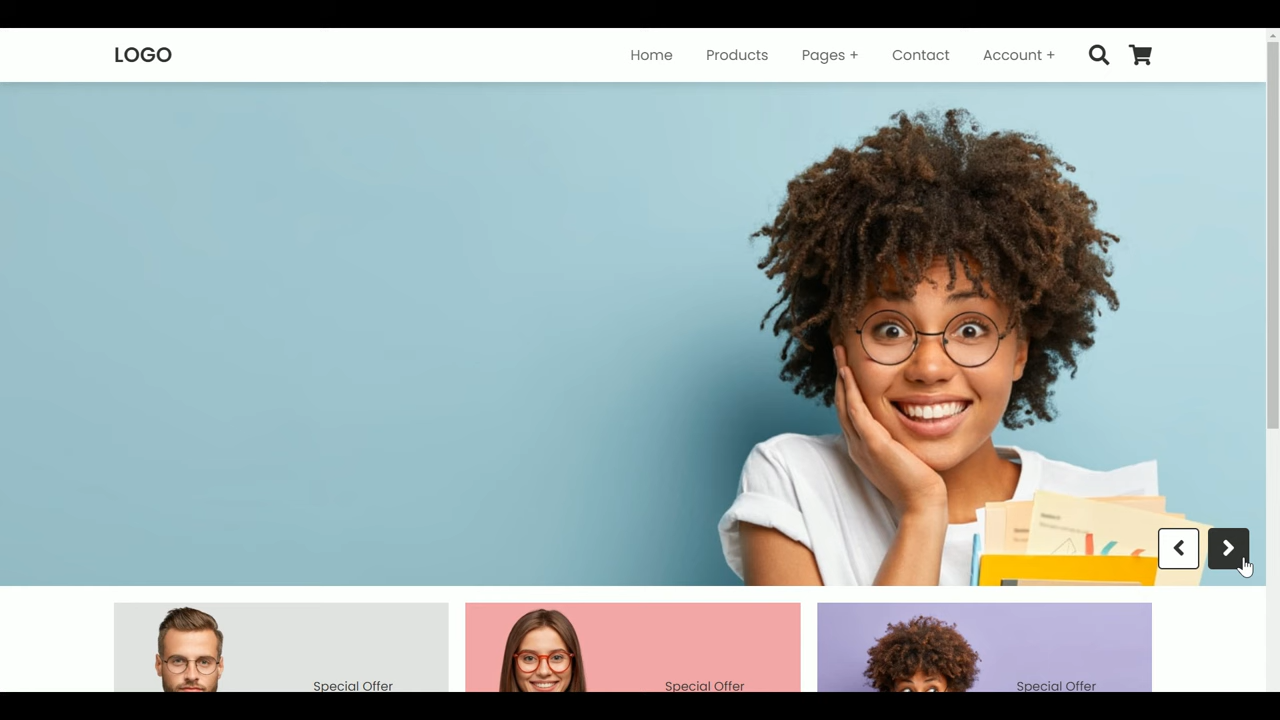 LOGO
Home Products Pages + Contact Account +
Special Offer Special Offer Special Offer